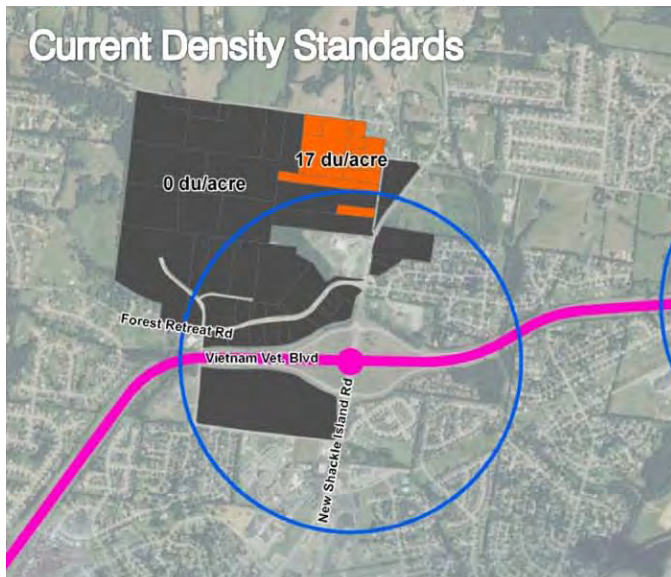 Current Density Standards
17 du/acre
0 du/acre
Forest Retreat Rd
Vietnam Vet. Blvd
New Shackle Island Rd